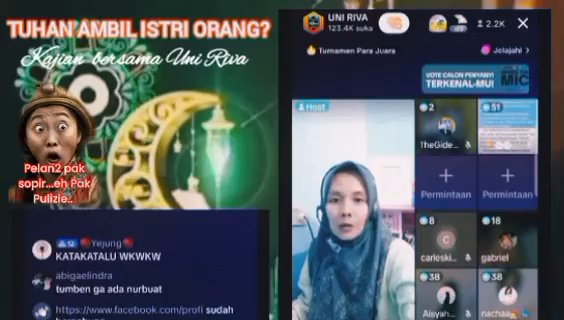 TUHAN AMBIL ISTRI ORANG?
Kajian bersama Uni Riva
Pelan2 pak
sopir...eh Pak
Pulizie..
12 Yejung
KATAKATALU WKWKW
abigaelindra
tumben ga ada nurbuat
https://www.facebook.com/profi sudah
UNI RIVA
123.4K suka
2.2K
Turnamen Para Juara
Jelajahi >
VOTE CALON PENYANYI
TERKENAL-MU!
MIC
Host
2
TheGide...
51
Permintaan
Permintaan
8
carleski...
18
gabriel
38
Aisyah...
38
nachaa